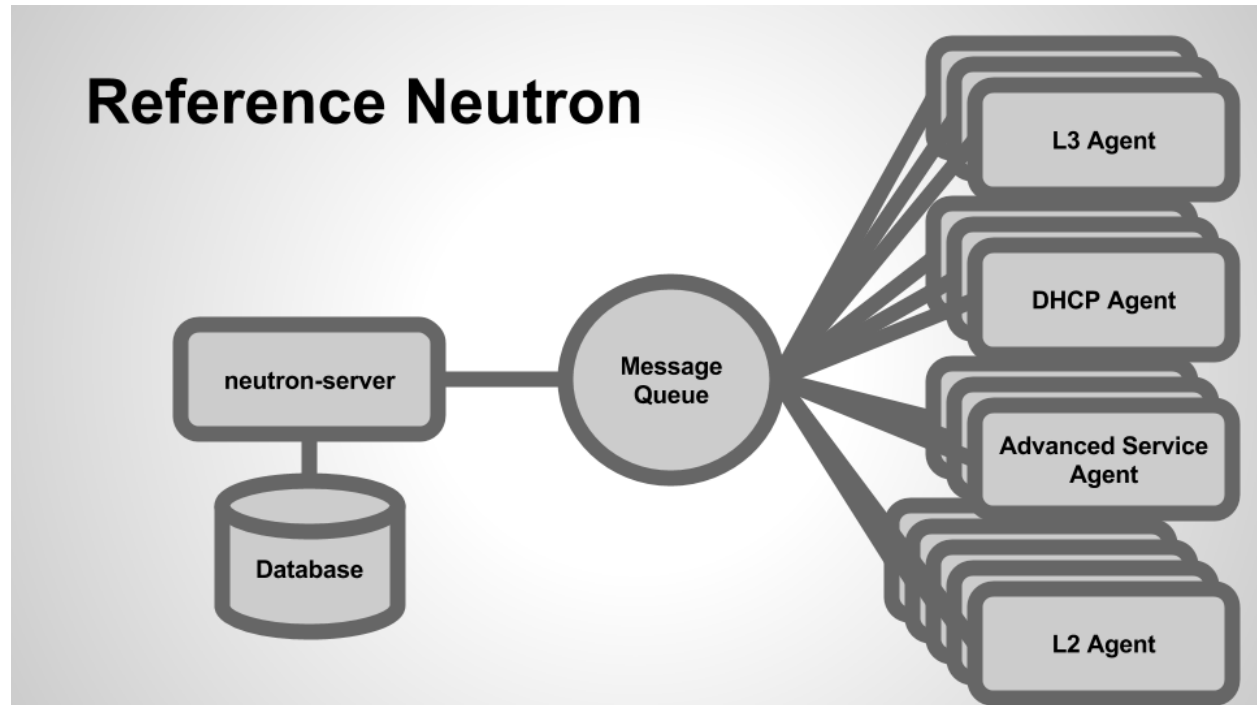 Reference Neutron
L3 Agent
DHCP Agent
neutron-server
Message
Queue
Advanced Service
Agent
Database
L2 Agent